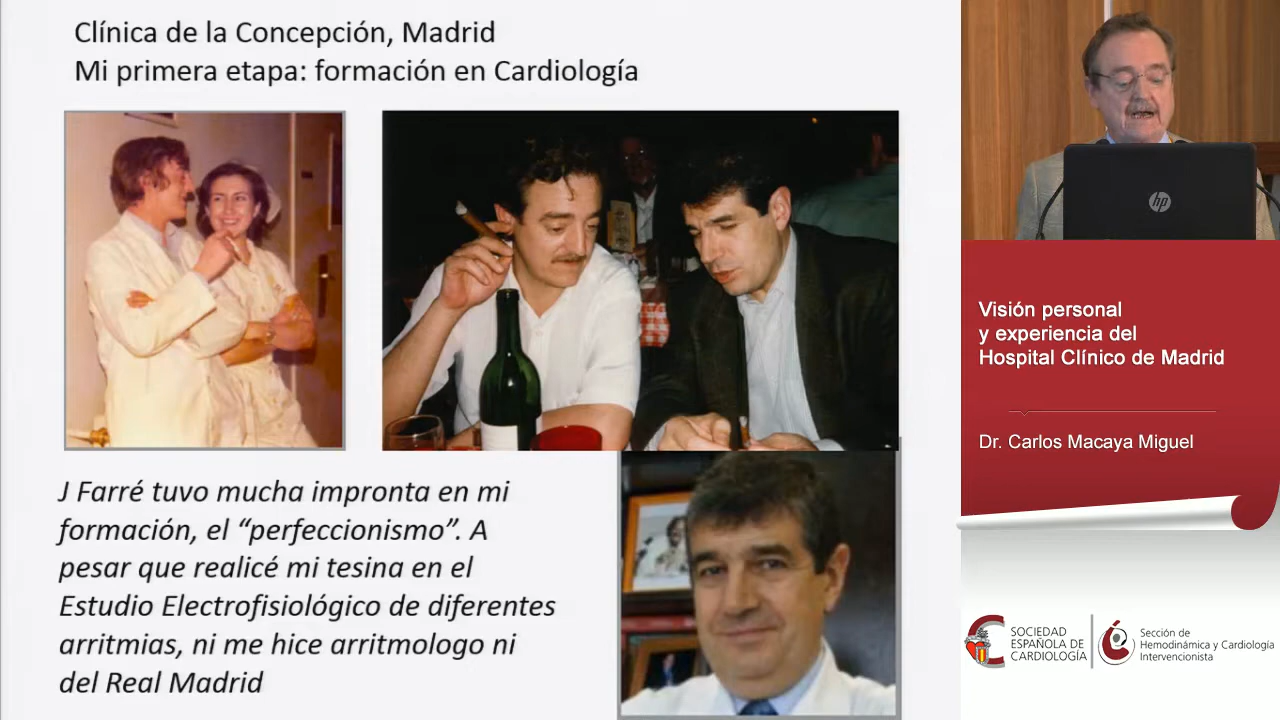 Clínica de la Concepción, Madrid
Mi primera etapa: formación en Cardiología
J Farré tuvo mucha impronta en mi
formación, el “perfeccionismo”. A
pesar que realicé mi tesina en el
Estudio Electrofisiológico de diferentes
arritmias, ni me hice arritmologo ni
del Real Madrid
hp
Visión personal
y experiencia del
Hospital Clínico de Madrid
Dr. Carlos Macaya Miguel
SOCIEDAD
ESPAÑOLA DE
CARDIOLOGÍA
Sección de
Hemodinámica y Cardiología
Intervencionista